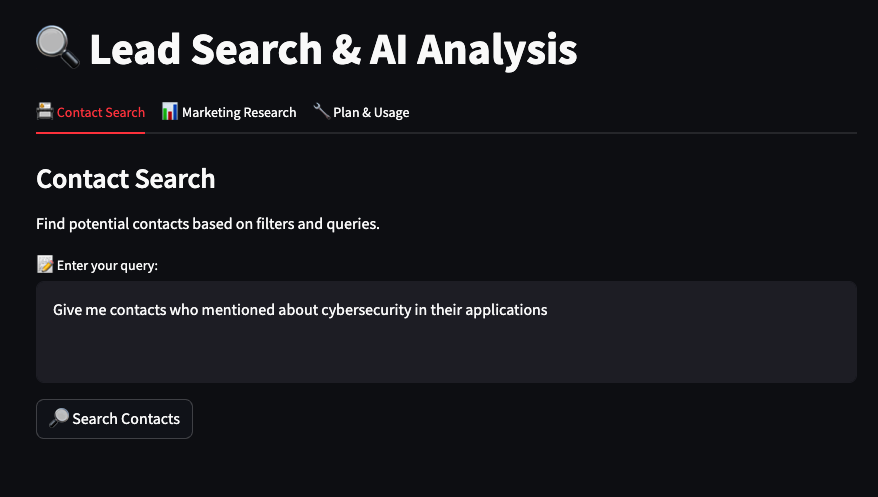 Lead Search & AI Analysis
Contact Search Marketing Research Plan & Usage
Contact Search
Find potential contacts based on filters and queries.
Enter your query:
Give me contacts who mentioned about cybersecurity in their applications
Search Contacts